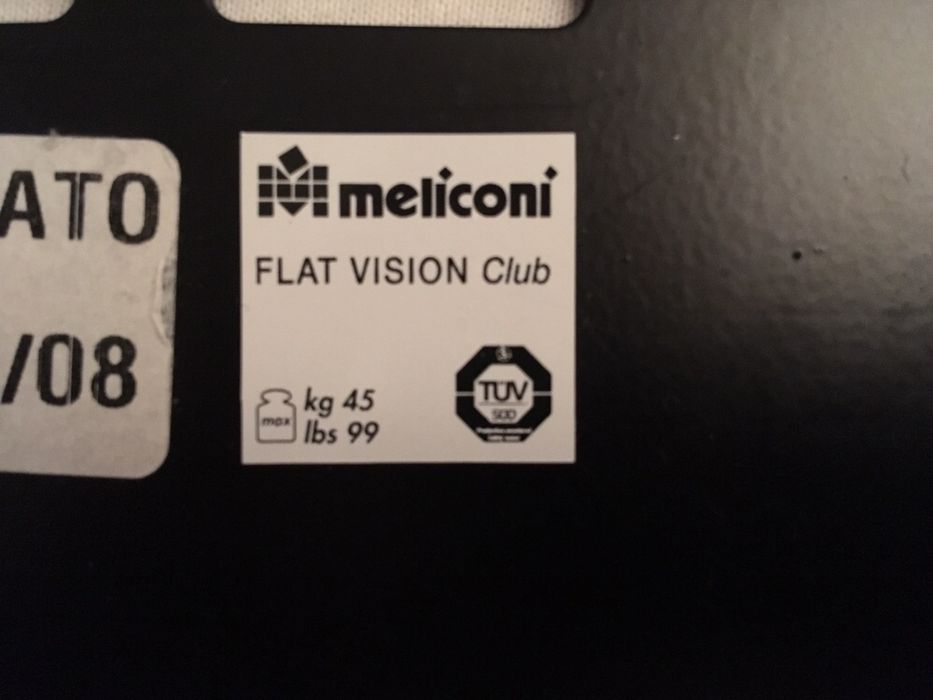 ATO
/08
meliconi
FLAT VISION Club
max
kg 45
lbs 99
TÜV
SÜD